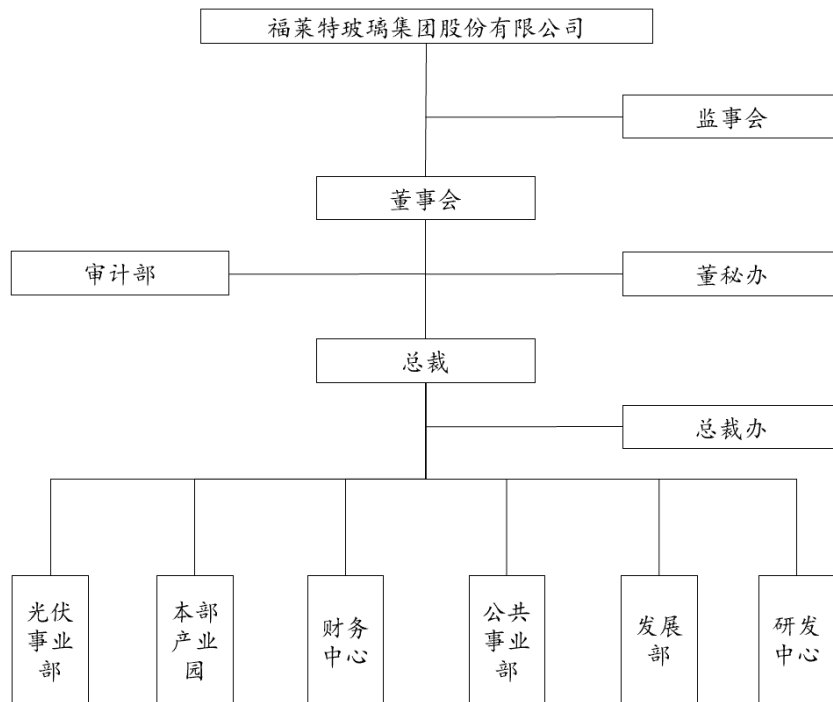 福莱特玻璃集团股份有限公司
监事会
董事会
审计部
董秘办
总裁
总裁办
光伏
事业
部
本部
产业
园
财务
中心
公共
事业
部
发展
部
研发
中心